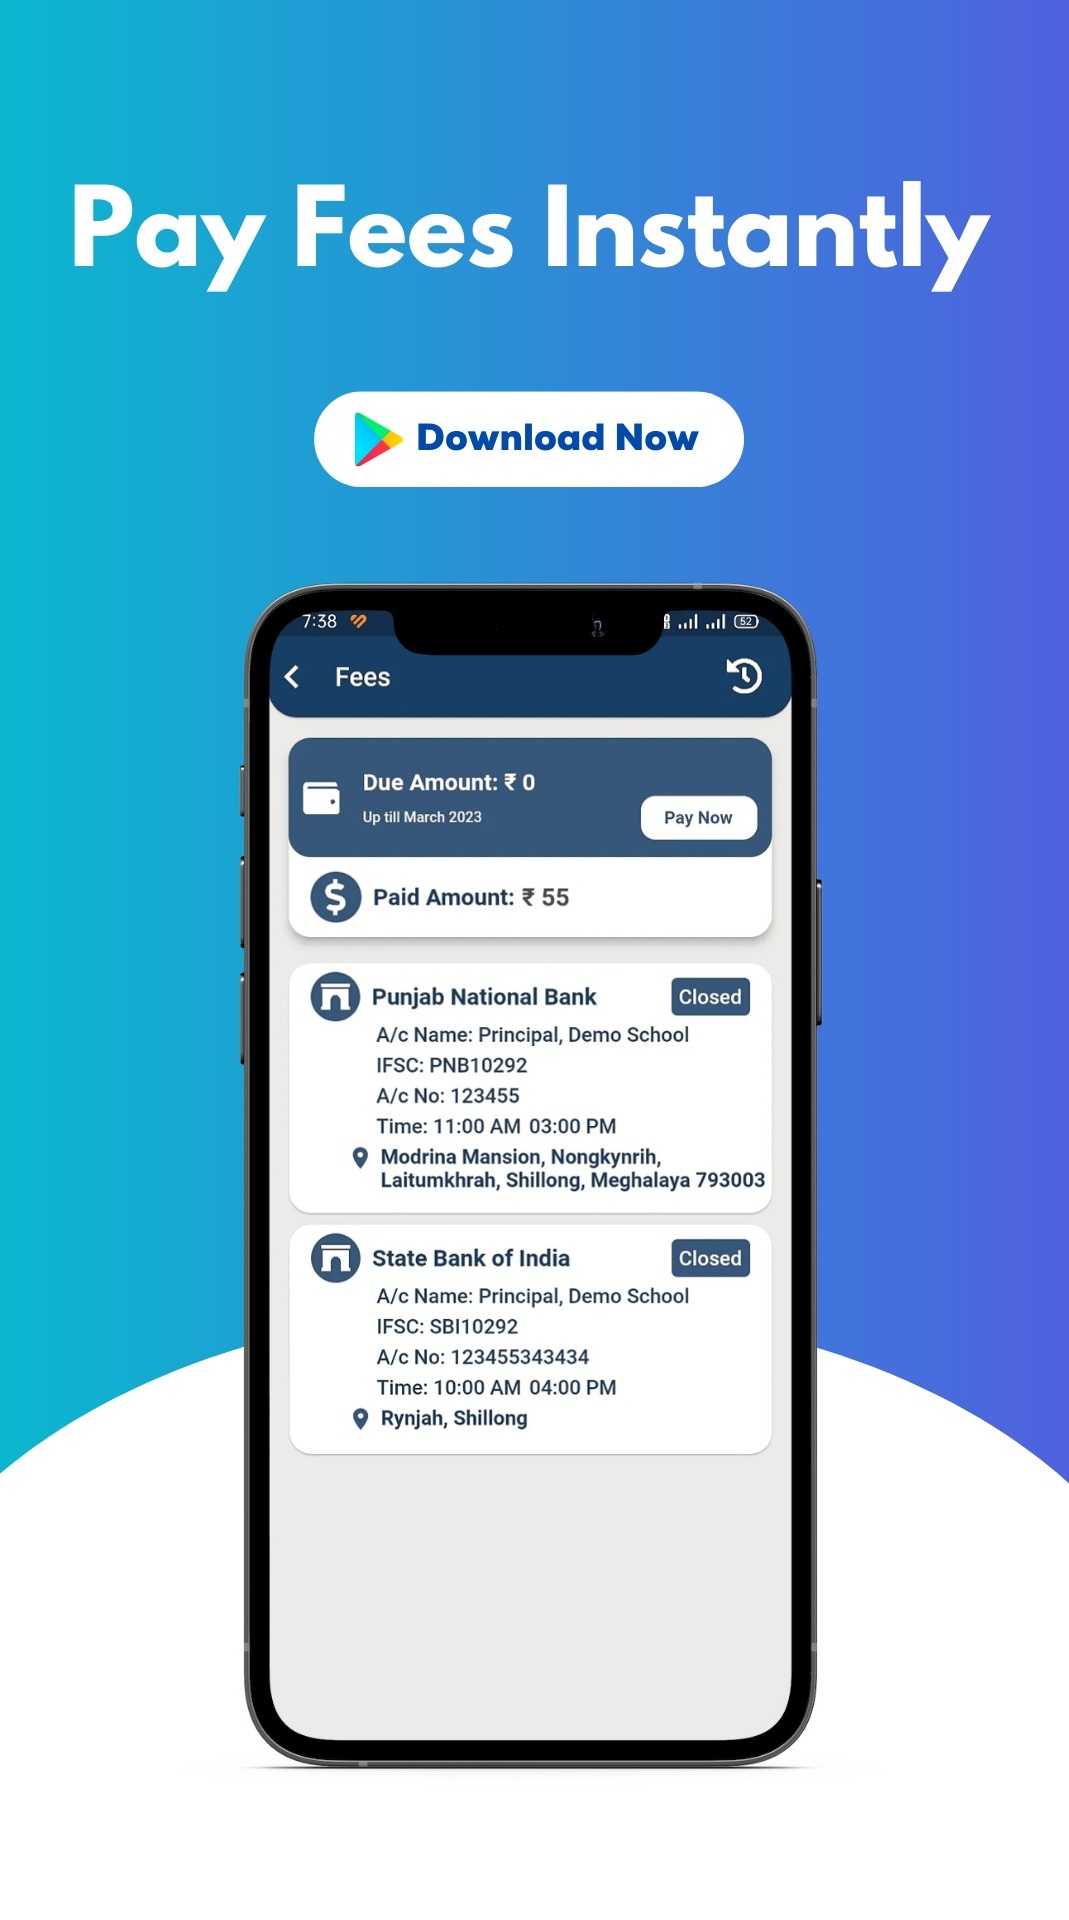 Pay Fees Instantly
Download Now
7:38
52
Fees
Due Amount: ₹ 0
Up till March 2023
Pay Now
Paid Amount: ₹ 55
Punjab National Bank
Closed
A/c Name: Principal, Demo School
IFSC: PNB10292
A/c No: 123455
Time: 11:00 AM 03:00 PM
Modrina Mansion, Nongkynrih,
Laitumkhrah, Shillong, Meghalaya 793003
State Bank of India
Closed
A/c Name: Principal, Demo School
IFSC: SBI10292
A/c No: 123455343434
Time: 10:00 AM 04:00 PM
Rynjah, Shillong